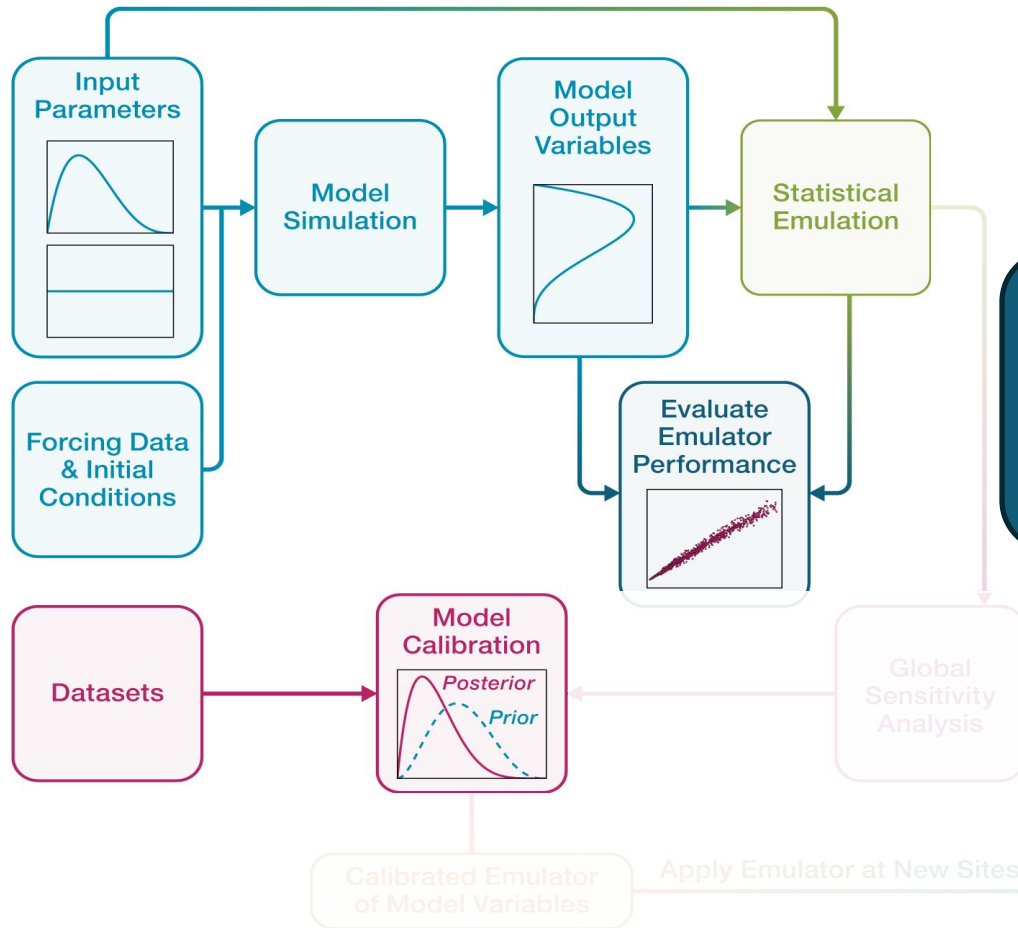 Input
Parameters
Model
Simulation
Model
Output
Variables
Statistical
Emulation
Forcing Data
& Initial
Conditions
Evaluate
Emulator
Performance
Datasets
Model
Calibration
Posterior
Prior
Global
Sensitivity
Analysis
Calibrated Emulator
of Model Variables
Apply Emulator at New Sites